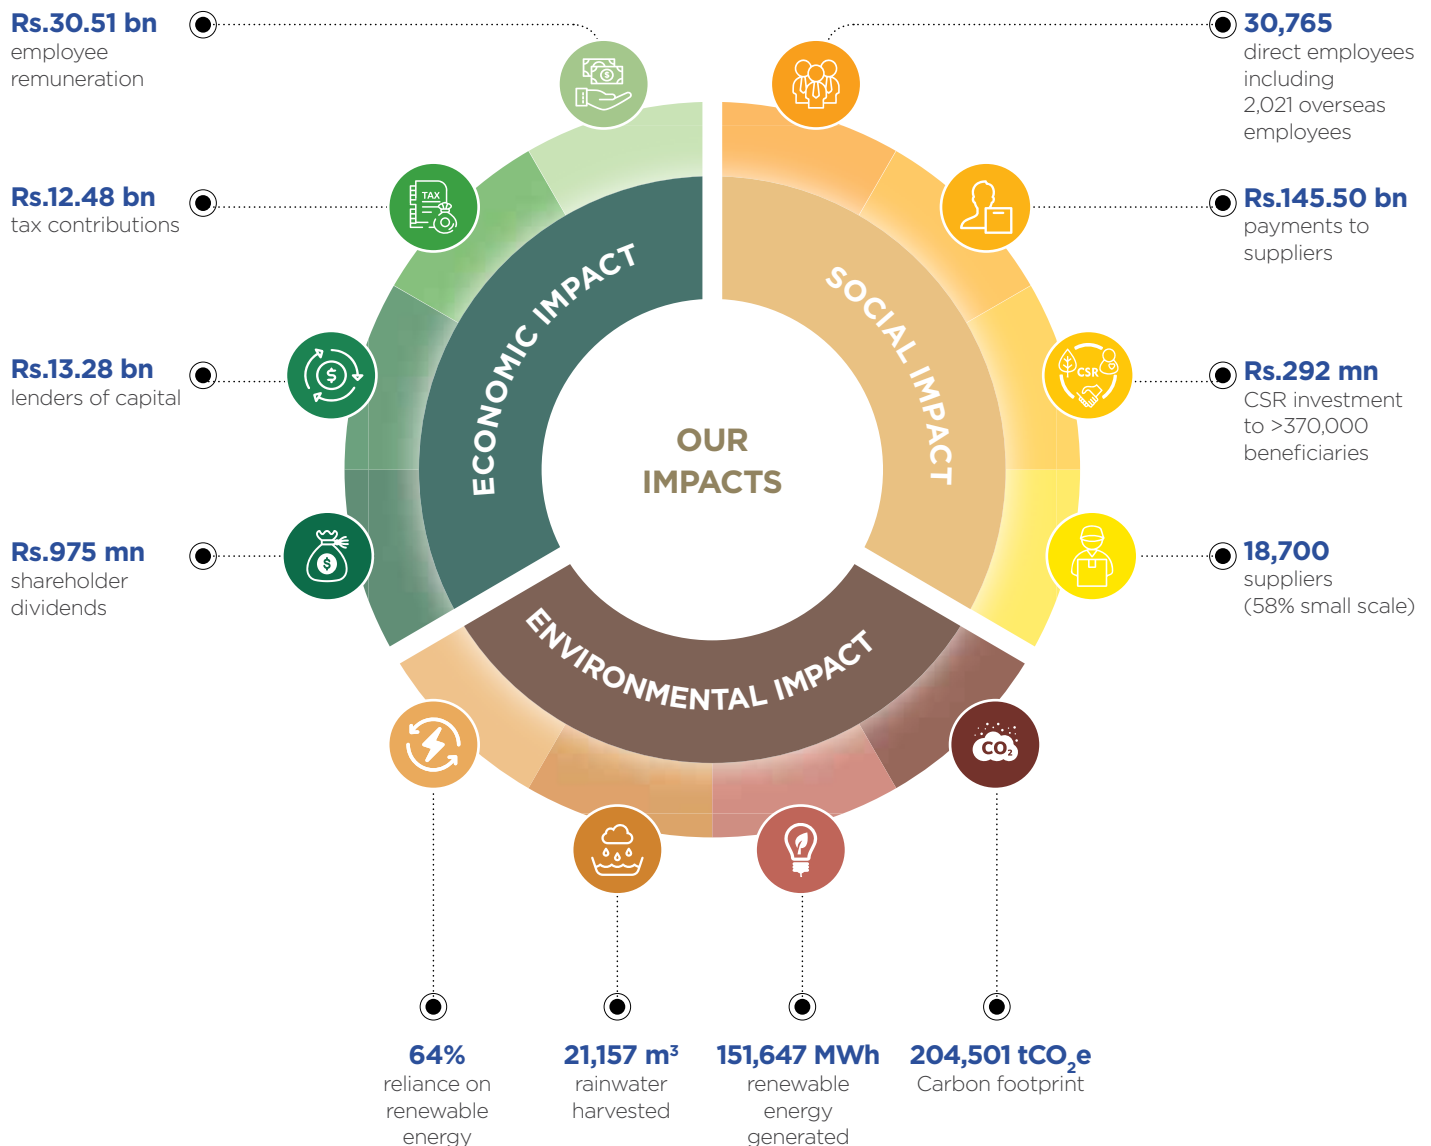 Rs.30.51 bn
employee
remuneration
Rs.12.48 bn
tax contributions
Rs.13.28 bn
lenders of capital
Rs.975 mn
shareholder
dividends
TAX
ECONOMIC IMPACT
OUR
IMPACTS
SOCIAL IMPACT
CSR
ENVIRONMENTAL IMPACT
CO₂
30,765
direct employees
including
2,021 overseas
employees
Rs.145.50 bn
payments to
suppliers
Rs.292 mn
CSR investment
to >370,000
beneficiaries
18,700
suppliers
(58% small scale)
64%
reliance on
renewable
energy
21,157 m³
rainwater
harvested
151,647 MWh
renewable
energy
generated
204,501 tCO₂e
Carbon footprint